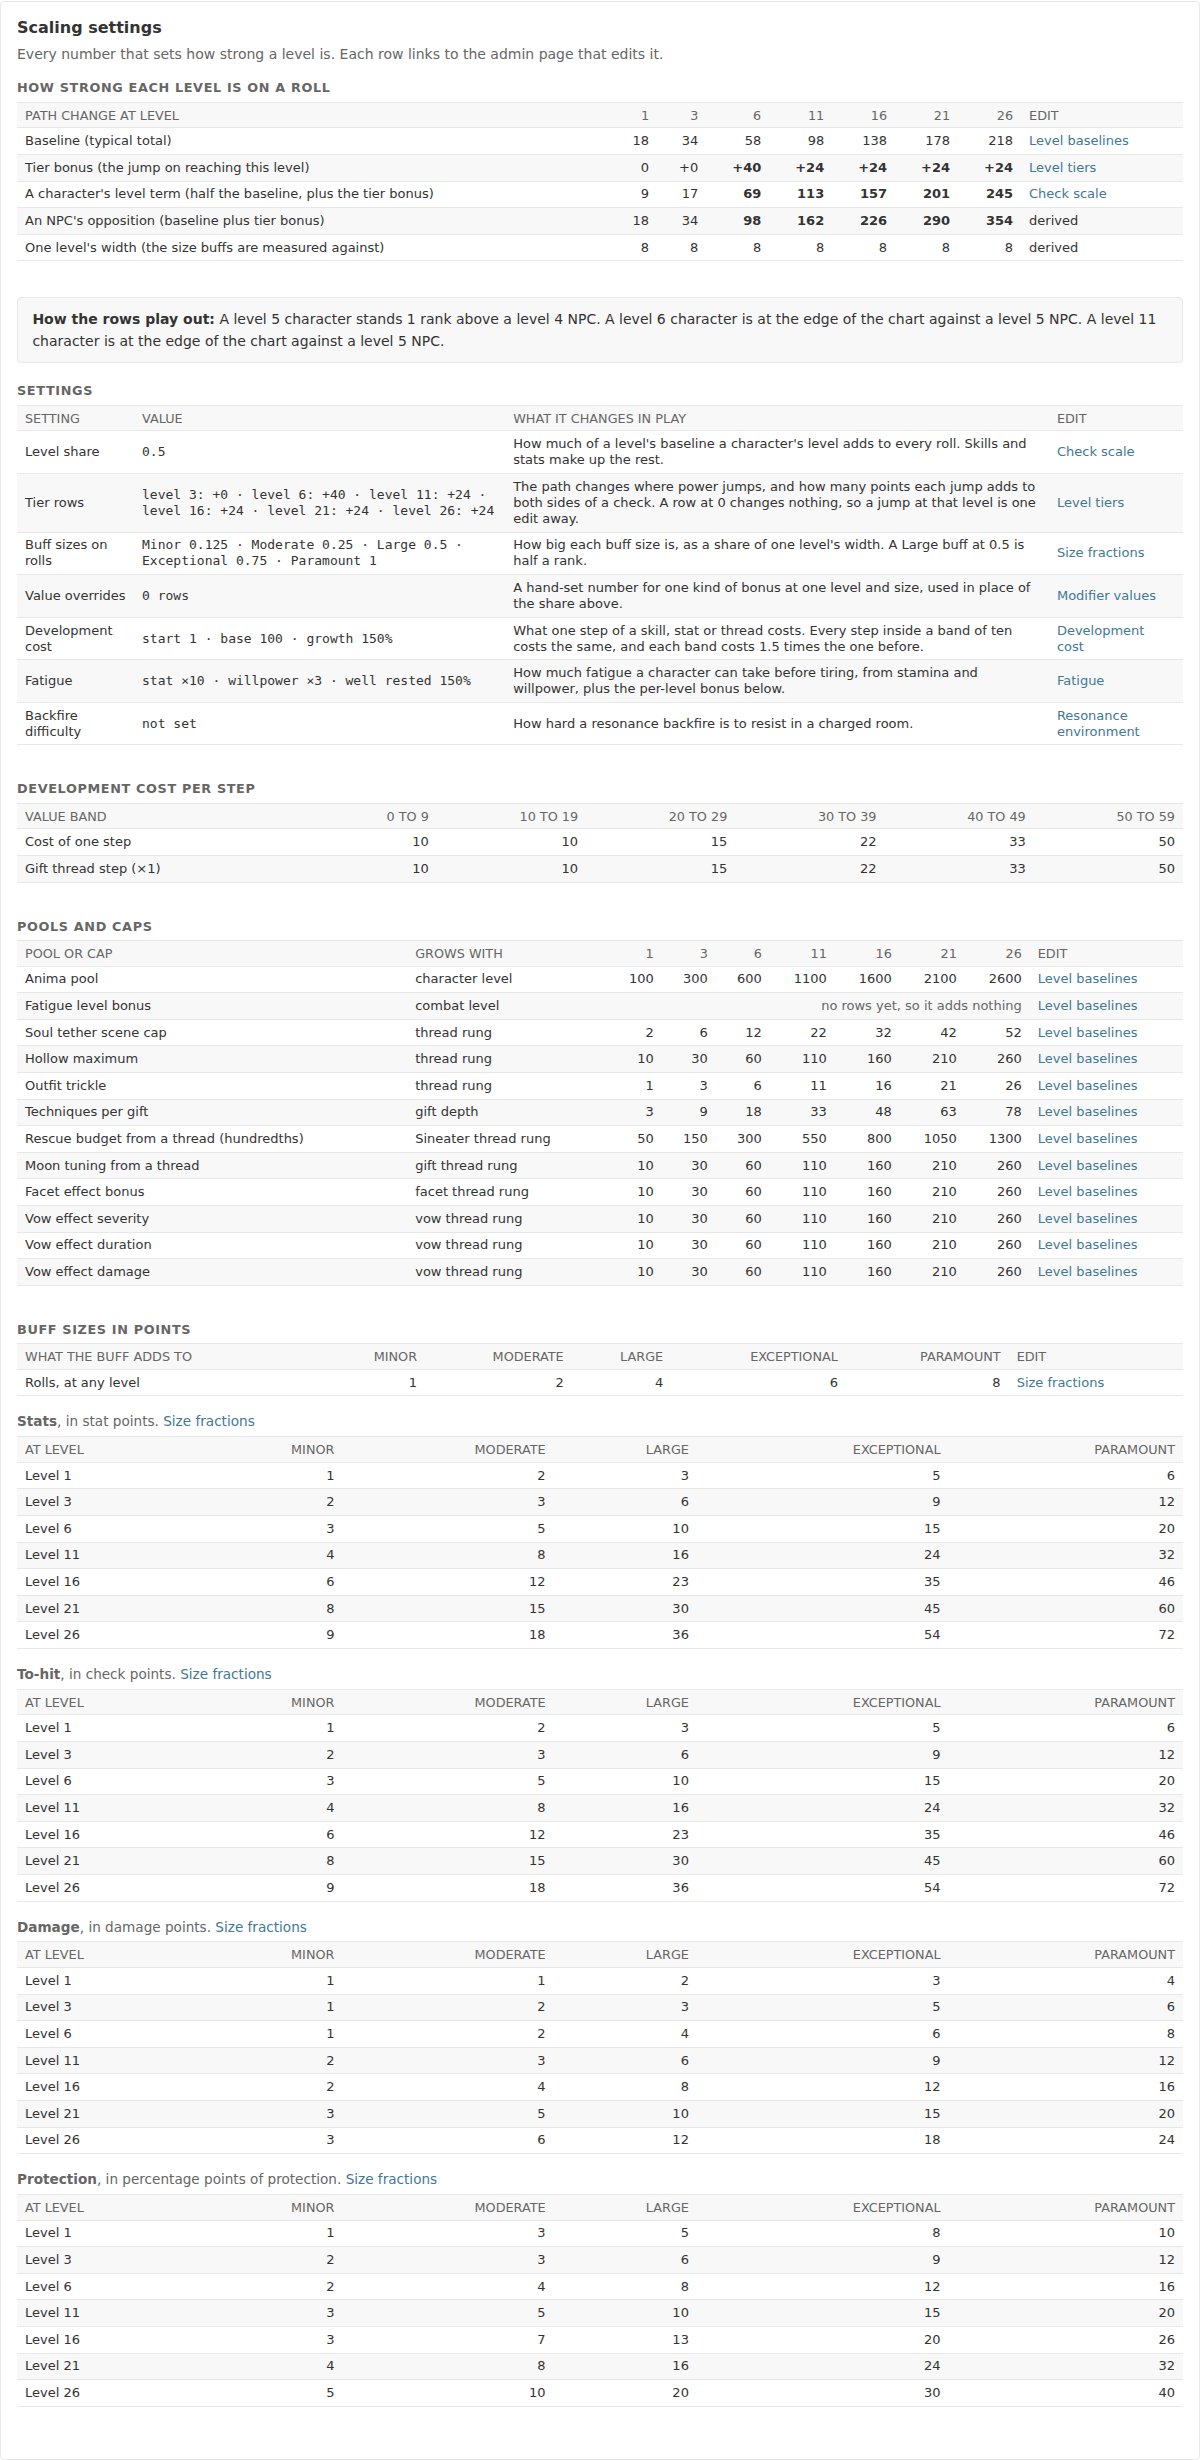 Scaling settings
Every number that sets how strong a level is. Each row links to the admin page that edits it.
HOW STRONG EACH LEVEL IS ON A ROLL
PATH CHANGE AT LEVEL 1 3 6 11 16 21 26 EDIT
Baseline (typical total) 18 34 58 98 138 178 218 Level baselines
Tier bonus (the jump on reaching this level) 0 +0 +40 +24 +24 +24 +24 Level tiers
A character's level term (half the baseline, plus the tier bonus) 9 17 69 113 157 201 245 Check scale
An NPC's opposition (baseline plus tier bonus) 18 34 98 162 226 290 354 derived
One level's width (the size buffs are measured against) 8 8 8 8 8 8 8 derived
How the rows play out: A level 5 character stands 1 rank above a level 4 NPC. A level 6 character is at the edge of the chart against a level 5 NPC. A level 11
character is at the edge of the chart against a level 5 NPC.
SETTINGS
SETTING VALUE WHAT IT CHANGES IN PLAY EDIT
Level share 0.5 How much of a level's baseline a character's level adds to every roll. Skills and
stats make up the rest. Check scale
Tier rows level 3: +0 · level 6: +40 · level 11: +24 ·
level 16: +24 · level 21: +24 · level 26: +24 The path changes where power jumps, and how many points each jump adds to
both sides of a check. A row at 0 changes nothing, so a jump at that level is one
edit away. Level tiers
Buff sizes on
rolls Minor 0.125 · Moderate 0.25 · Large 0.5 ·
Exceptional 0.75 · Paramount 1 How big each buff size is, as a share of one level's width. A Large buff at 0.5 is
half a rank. Size fractions
Value overrides 0 rows A hand-set number for one kind of bonus at one level and size, used in place of
the share above. Modifier values
Development
cost start 1 · base 100 · growth 150% What one step of a skill, stat or thread costs. Every step inside a band of ten
costs the same, and each band costs 1.5 times the one before. Development
cost
Fatigue stat ×10 · willpower ×3 · well rested 150% How much fatigue a character can take before tiring, from stamina and
willpower, plus the per-level bonus below. Fatigue
Backfire
difficulty not set How hard a resonance backfire is to resist in a charged room. Resonance
environment
DEVELOPMENT COST PER STEP
VALUE BAND 0 TO 9 10 TO 19 20 TO 29 30 TO 39 40 TO 49 50 TO 59
Cost of one step 10 10 15 22 33 50
Gift thread step (×1) 10 10 15 22 33 50
POOLS AND CAPS
POOL OR CAP GROWS WITH 1 3 6 11 16 21 26 EDIT
Anima pool character level 100 300 600 1100 1600 2100 2600 Level baselines
Fatigue level bonus combat level no rows yet, so it adds nothing Level baselines
Soul tether scene cap thread rung 2 6 12 22 32 42 52 Level baselines
Hollow maximum thread rung 10 30 60 110 160 210 260 Level baselines
Outfit trickle thread rung 1 3 6 11 16 21 26 Level baselines
Techniques per gift gift depth 3 9 18 33 48 63 78 Level baselines
Rescue budget from a thread (hundredths) Sineater thread rung 50 150 300 550 800 1050 1300 Level baselines
Moon tuning from a thread gift thread rung 10 30 60 110 160 210 260 Level baselines
Facet effect bonus facet thread rung 10 30 60 110 160 210 260 Level baselines
Vow effect severity vow thread rung 10 30 60 110 160 210 260 Level baselines
Vow effect duration vow thread rung 10 30 60 110 160 210 260 Level baselines
Vow effect damage vow thread rung 10 30 60 110 160 210 260 Level baselines
BUFF SIZES IN POINTS
WHAT THE BUFF ADDS TO MINOR MODERATE LARGE EXCEPTIONAL PARAMOUNT EDIT
Rolls, at any level 1 2 4 6 8 Size fractions
Stats, in stat points. Size fractions
AT LEVEL MINOR MODERATE LARGE EXCEPTIONAL PARAMOUNT
Level 1 1 2 3 5 6
Level 3 2 3 6 9 12
Level 6 3 5 10 15 20
Level 11 4 8 16 24 32
Level 16 6 12 23 35 46
Level 21 8 15 30 45 60
Level 26 9 18 36 54 72
To-hit, in check points. Size fractions
AT LEVEL MINOR MODERATE LARGE EXCEPTIONAL PARAMOUNT
Level 1 1 2 3 5 6
Level 3 2 3 6 9 12
Level 6 3 5 10 15 20
Level 11 4 8 16 24 32
Level 16 6 12 23 35 46
Level 21 8 15 30 45 60
Level 26 9 18 36 54 72
Damage, in damage points. Size fractions
AT LEVEL MINOR MODERATE LARGE EXCEPTIONAL PARAMOUNT
Level 1 1 1 2 3 4
Level 3 1 2 3 5 6
Level 6 1 2 4 6 8
Level 11 2 3 6 9 12
Level 16 2 4 8 12 16
Level 21 3 5 10 15 20
Level 26 3 6 12 18 24
Protection, in percentage points of protection. Size fractions
AT LEVEL MINOR MODERATE LARGE EXCEPTIONAL PARAMOUNT
Level 1 1 3 5 8 10
Level 3 2 3 6 9 12
Level 6 2 4 8 12 16
Level 11 3 5 10 15 20
Level 16 3 7 13 20 26
Level 21 4 8 16 24 32
Level 26 5 10 20 30 40